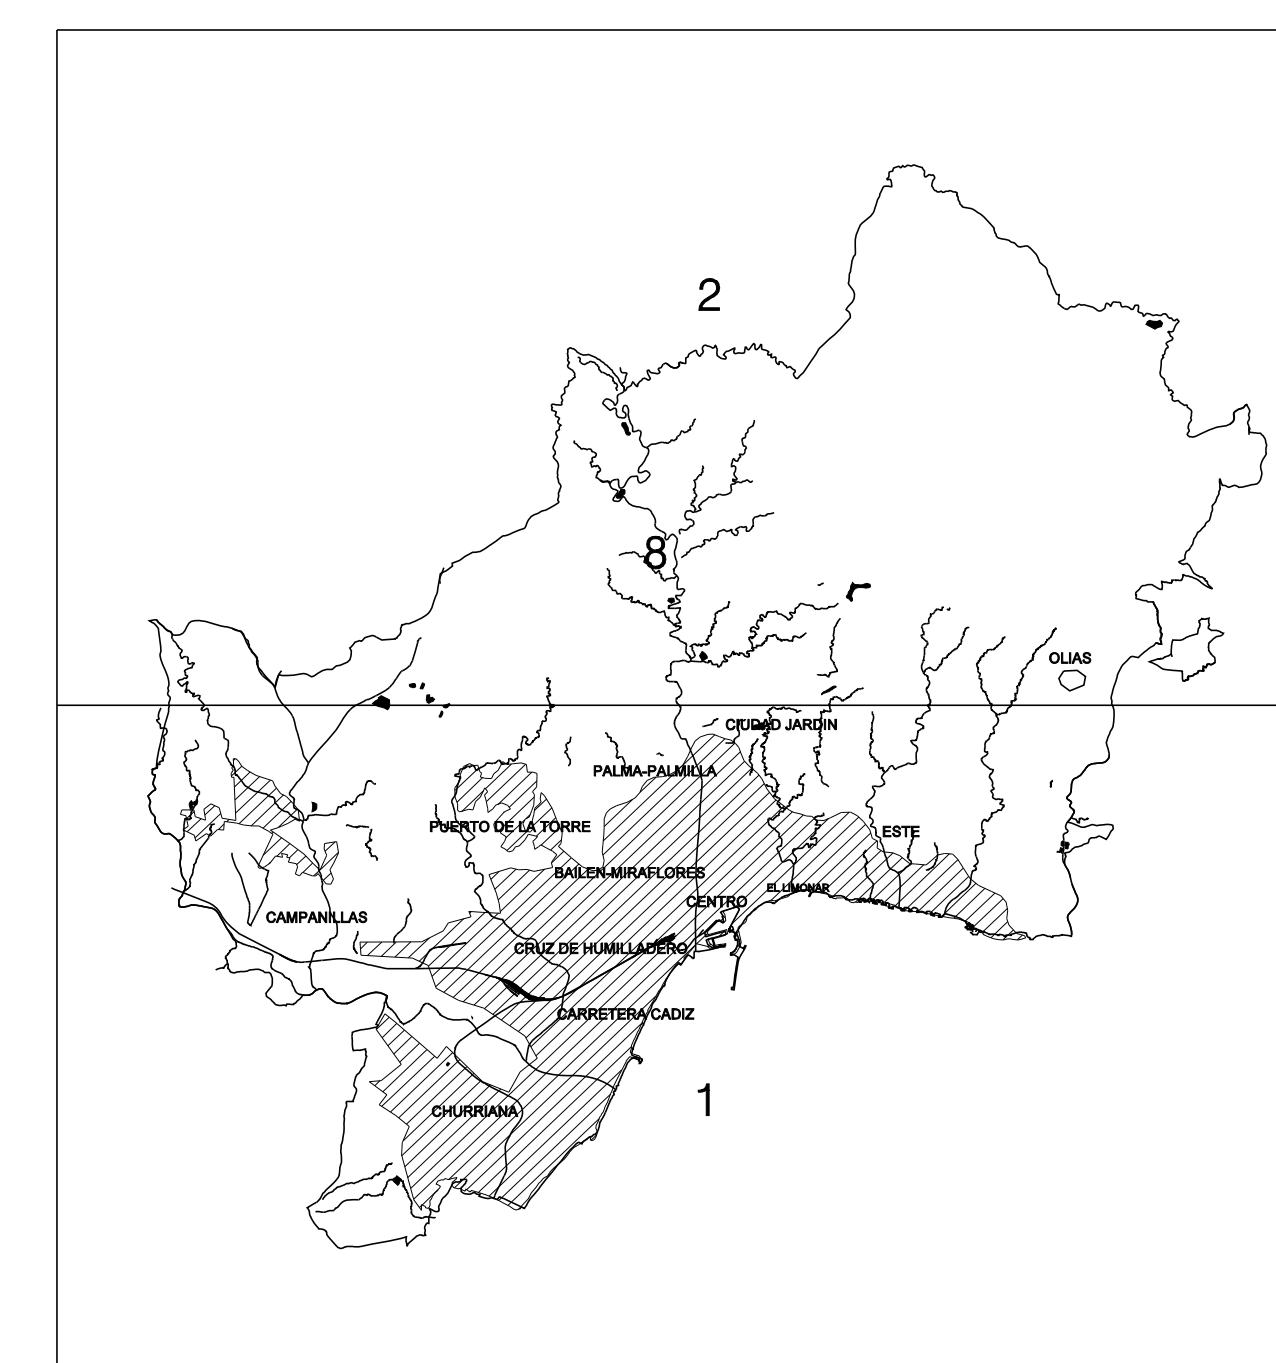 2
8
OLIAS
CIUDAD JARDIN
PALMA-PALMILLA
PUERTO DE LA TORRE
ESTE
BAILEN-MIRAFLORES
EL LIMONAR
CENTRO
CAMPANILLAS
CRUZ DE HUMILLADERO
CARRETERA CADIZ
1
CHURRIANA